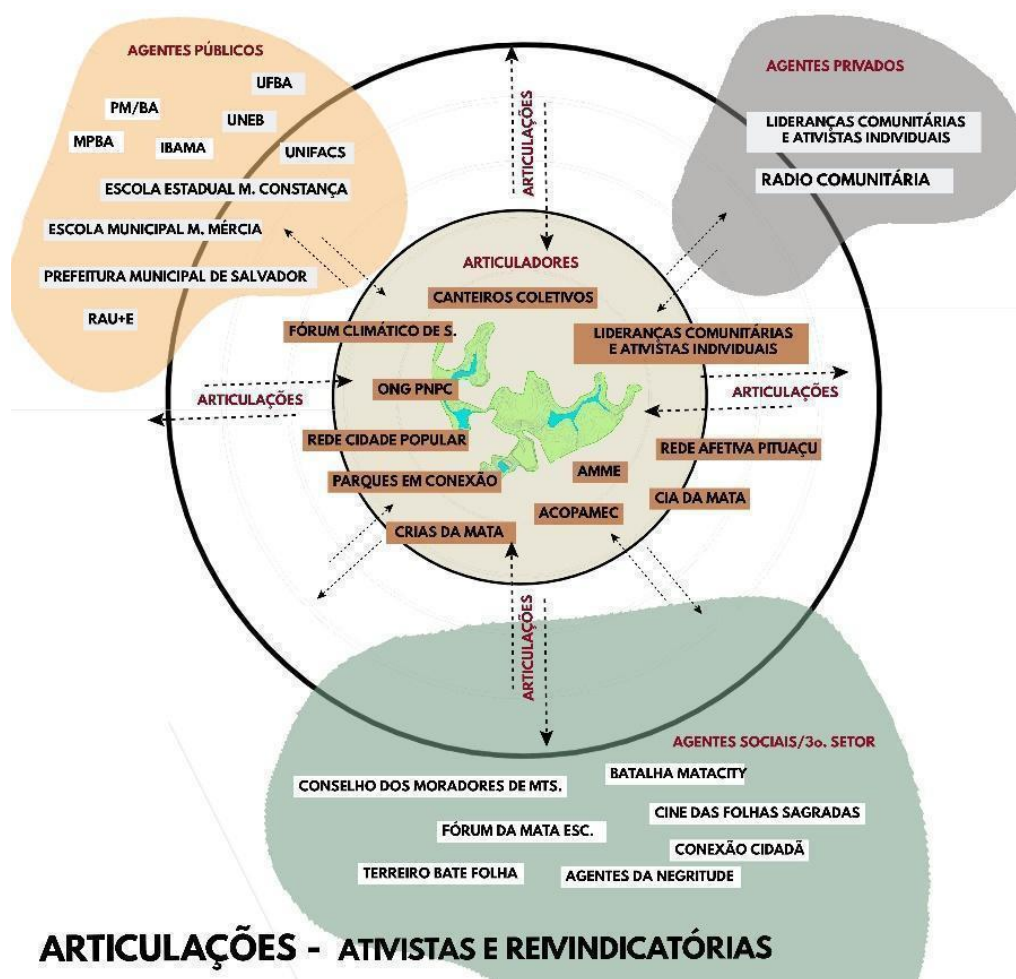 AGENTES PÚBLICOS
UFBA
PM/BA
UNEB
MPBA
IBAMA
UNIFACS
ESCOLA ESTADUAL M. CONSTANÇA
ESCOLA MUNICIPAL M. MÉRCIA
PREFEITURA MUNICIPAL DE SALVADOR
RAU+E
AGENTES PRIVADOS
LIDERANÇAS COMUNITÁRIAS
E ATIVISTAS INDIVIDUAIS
RADIO COMUNITÁRIA
ARTICULAÇÕES
ARTICULADORES
CANTEIROS COLETIVOS
FÓRUM CLIMÁTICO DE S.
LIDERANÇAS COMUNITÁRIAS
E ATIVISTAS INDIVIDUAIS
ONG PNPC
ARTICULAÇÕES
ARTICULAÇÕES
REDE CIDADE POPULAR
REDE AFETIVA PITUAÇU
PARQUES EM CONEXÃO
AMME
CIA DA MATA
ACOPAMEC
CRIAS DA MATA
ARTICULAÇÕES
AGENTES SOCIAIS/3o. SETOR
BATALHA MATACITY
CONSELHO DOS MORADORES DE MTS.
CINE DAS FOLHAS SAGRADAS
FÓRUM DA MATA ESC.
CONEXÃO CIDADÃ
TERREIRO BATE FOLHA
AGENTES DA NEGRITUDE
ARTICULAÇÕES - ATIVISTAS E REIVINDICATÓRIAS